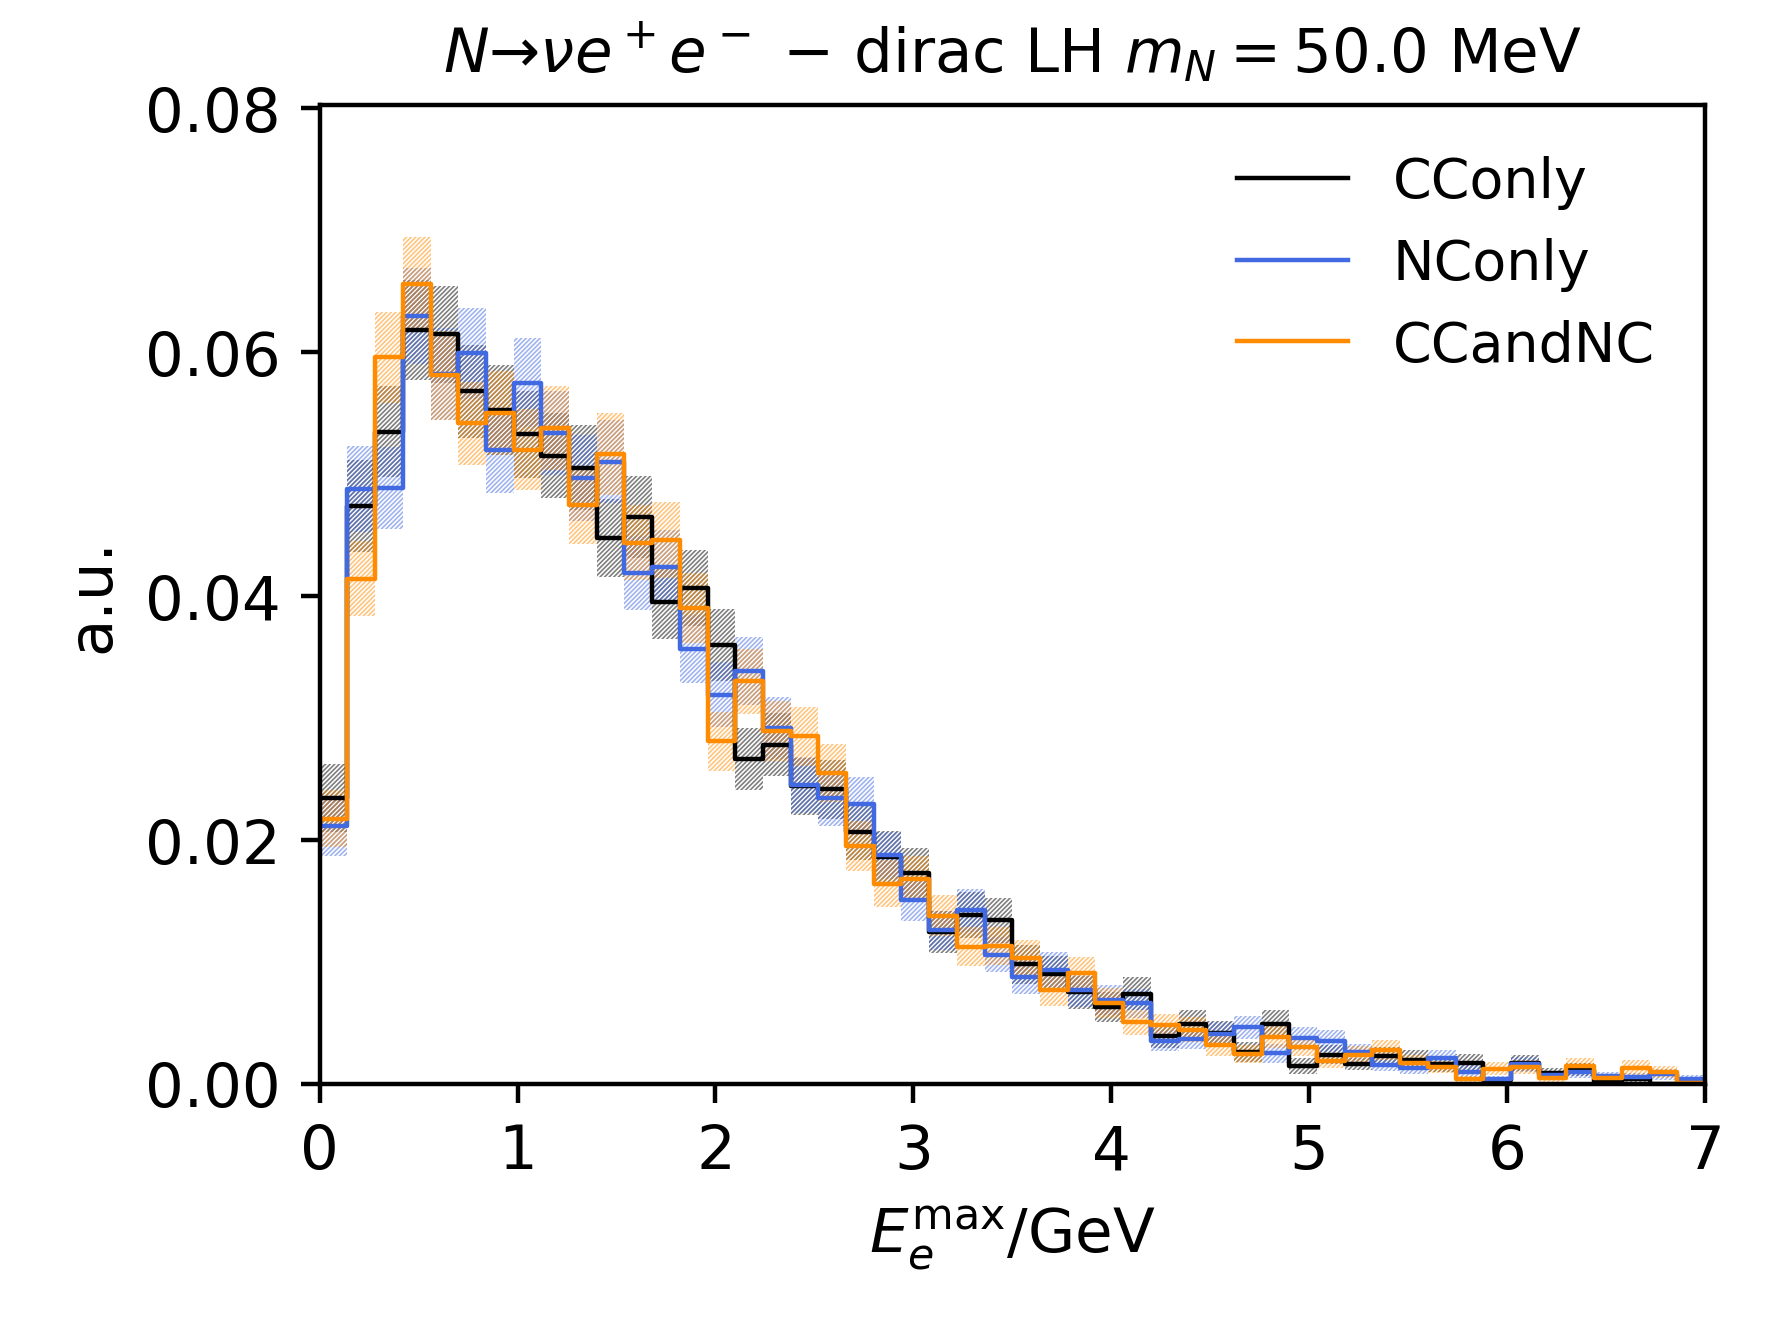 N→νe⁺e⁻ − dirac LH m_N = 50.0 MeV
0.08
0.06
0.04
0.02
0.00
a.u.
CConly
NConly
CCandNC
0 1 2 3 4 5 6 7
E_e^max/GeV